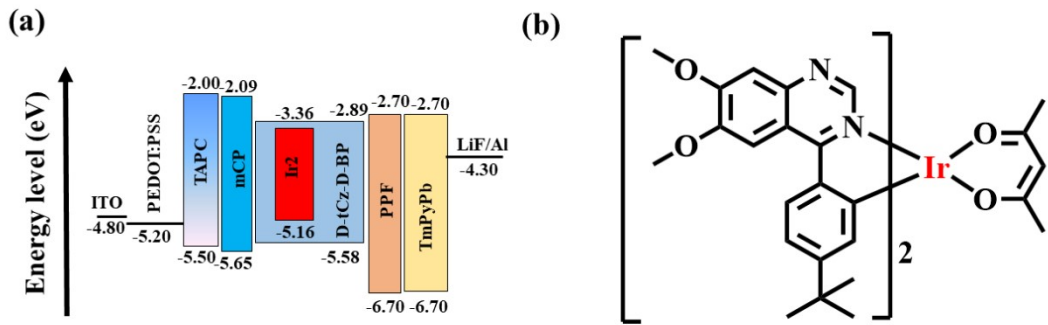 (a)
Energy level (eV)
ITO
-4.80
PEDOT:PSS
-5.20
-2.00
TAPC
-5.50
-2.09
mCP
-5.65
-3.36
Ir2
-5.16
-2.89
D-tCz-D-BP
-5.58
-2.70
PPF
-6.70
-2.70
TmPyPb
-6.70
LiF/Al
-4.30
(b)
N
N
O
O
Ir
O
O
2